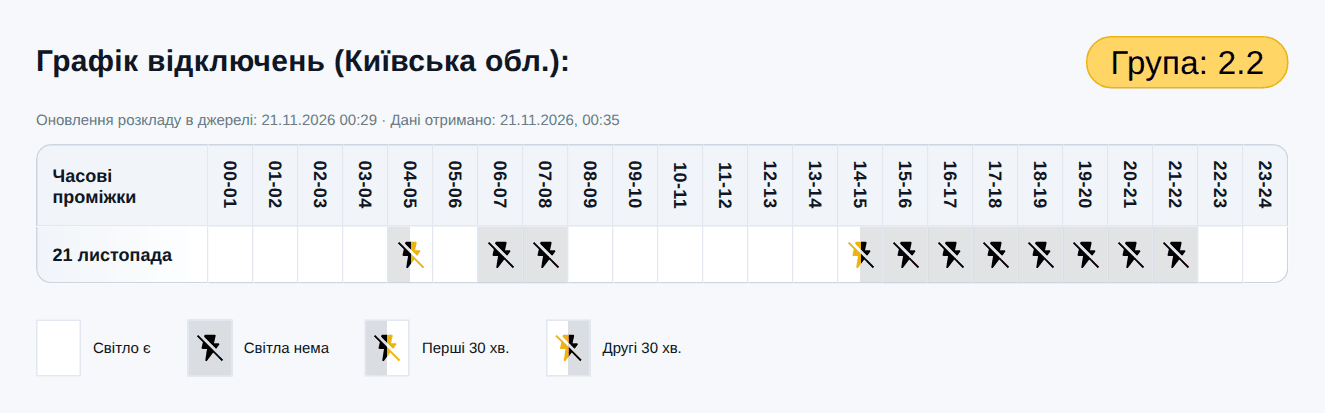 Графік відключень (Київська обл.):
Група: 2.2
Оновлення розкладу в джерелі: 21.11.2026 00:29 · Дані отримано: 21.11.2026, 00:35
Часові
проміжки
00-01
01-02
02-03
03-04
04-05
05-06
06-07
07-08
08-09
09-10
10-11
11-12
12-13
13-14
14-15
15-16
16-17
17-18
18-19
19-20
20-21
21-22
22-23
23-24
21 листопада
Світло є
Світла нема
Перші 30 хв.
Другі 30 хв.